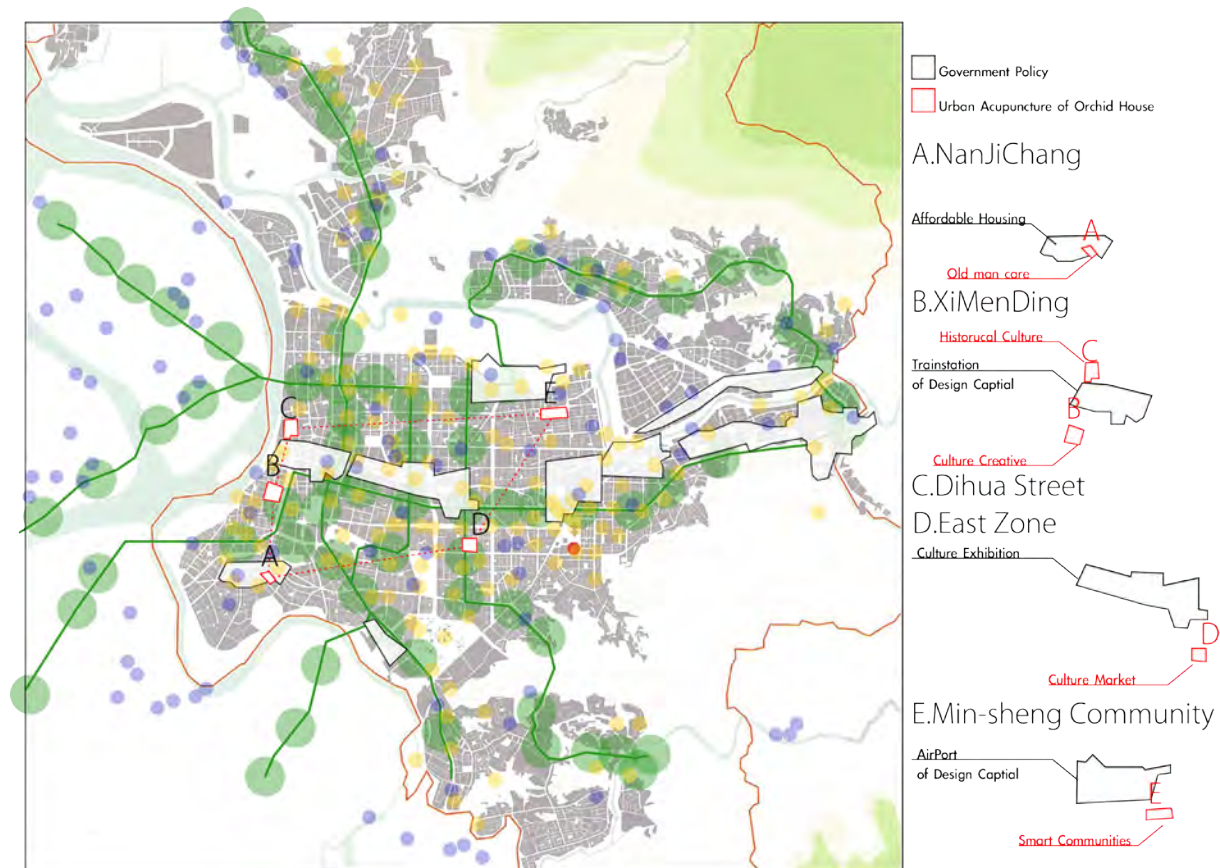 Government Policy
Urban Acupuncture of Orchid House
A.NanJiChang
Affordable Housing
A
Old man care
B.XiMenDing
Historucal Culture
C
Trainstation
of Design Captial
B
Culture Creative
C.Dihua Street
D.East Zone
Culture Exhibition
D
Culture Market
E.Min-sheng Community
AirPort
of Design Captial
E
Smart Communities
E
C
B
D
A